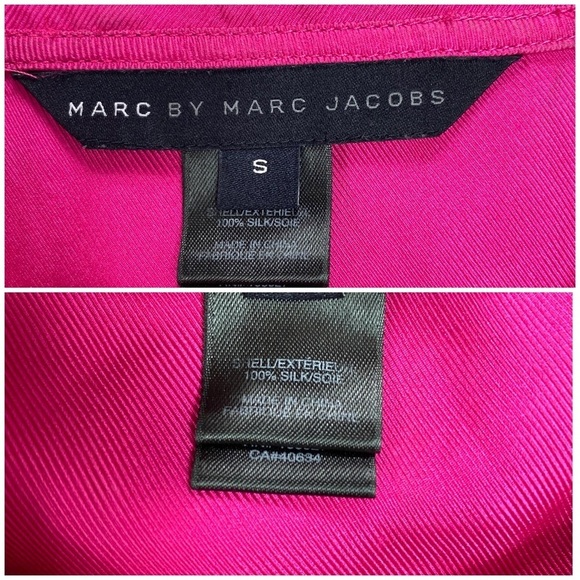 MARC BY MARC JACOBS
S
SHELL/EXTERIEUR
100% SILK/SOIE
MADE IN CHINA
FABRIQUE EN CHINE
SHELL/EXTÉRIEUR
100% SILK/SOIE
MADE IN CHINA
FABRIQUE EN CHINE
CA#40634